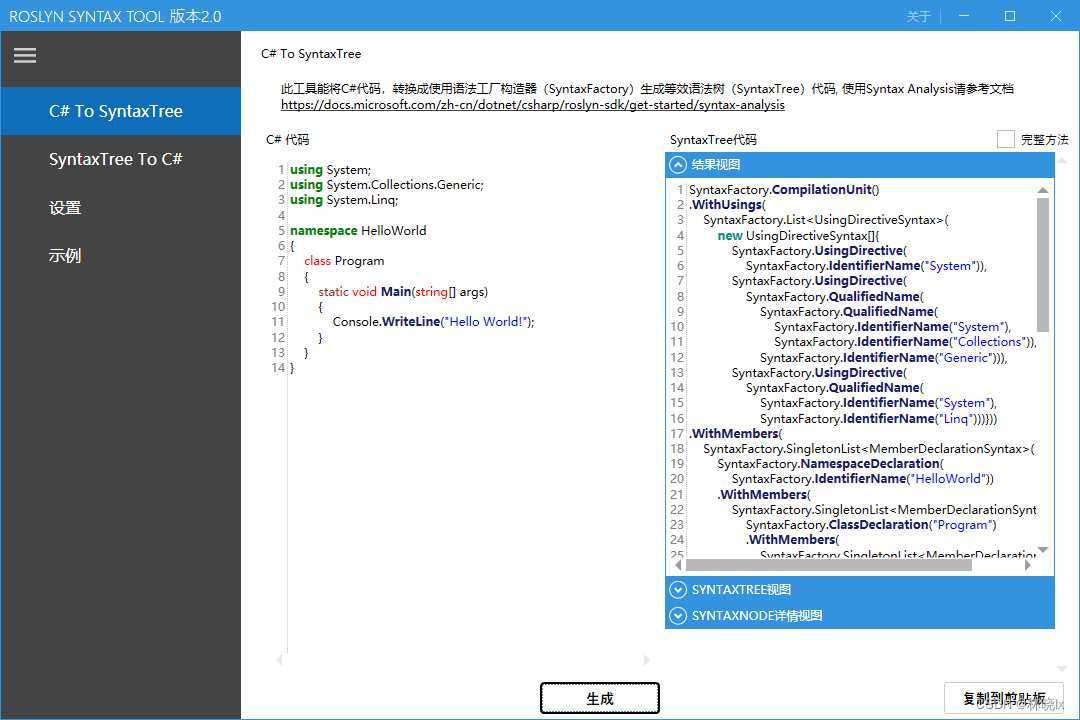 ROSLYN SYNTAX TOOL 版本2.0
关于
C# To SyntaxTree
SyntaxTree To C#
设置
示例
C# To SyntaxTree
此工具能将C#代码，转换成使用语法工厂构造器（SyntaxFactory）生成等效语法树（SyntaxTree）代码, 使用Syntax Analysis请参考文档
https://docs.microsoft.com/zh-cn/dotnet/csharp/roslyn-sdk/get-started/syntax-analysis
C# 代码
1 using System;
2 using System.Collections.Generic;
3 using System.Linq;
4
5 namespace HelloWorld
6 {
7 class Program
8 {
9 static void Main(string[] args)
10 {
11 Console.WriteLine("Hello World!");
12 }
13 }
14 }
SyntaxTree代码
完整方法
结果视图
1 SyntaxFactory.CompilationUnit()
2 .WithUsings(
3 SyntaxFactory.List<UsingDirectiveSyntax>(
4 new UsingDirectiveSyntax[]{
5 SyntaxFactory.UsingDirective(
6 SyntaxFactory.IdentifierName("System")),
7 SyntaxFactory.UsingDirective(
8 SyntaxFactory.QualifiedName(
9 SyntaxFactory.QualifiedName(
10 SyntaxFactory.IdentifierName("System"),
11 SyntaxFactory.IdentifierName("Collections")),
12 SyntaxFactory.IdentifierName("Generic"))),
13 SyntaxFactory.UsingDirective(
14 SyntaxFactory.QualifiedName(
15 SyntaxFactory.IdentifierName("System"),
16 SyntaxFactory.IdentifierName("Linq")))}))
17 .WithMembers(
18 SyntaxFactory.SingletonList<MemberDeclarationSyntax>(
19 SyntaxFactory.NamespaceDeclaration(
20 SyntaxFactory.IdentifierName("HelloWorld"))
21 .WithMembers(
22 SyntaxFactory.SingletonList<MemberDeclarationSynt
23 SyntaxFactory.ClassDeclaration("Program")
24 .WithMembers(
25 SyntaxFactory.SingletonList<MemberDeclaration
SYNTAXTREE视图
SYNTAXNODE详情视图
生成
复制到剪贴板
CSDN @林晓lx